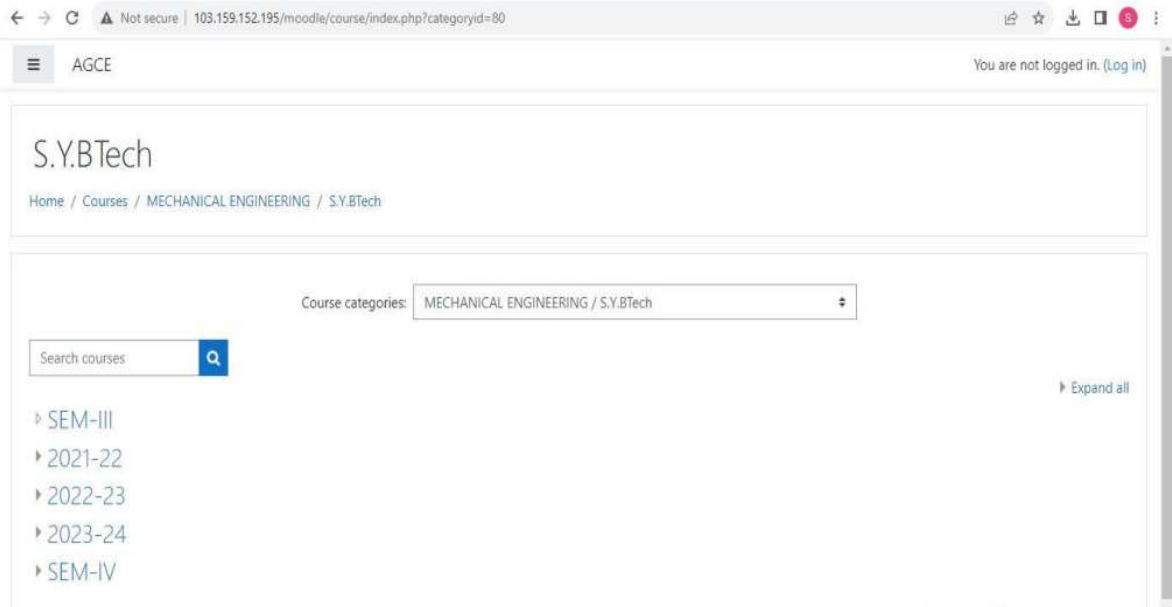 Not secure | 103.159.152.195/moodle/course/index.php?categoryid=80
S
AGCE
You are not logged in. (Log in)
S.Y.BTech
Home / Courses / MECHANICAL ENGINEERING / S.Y.BTech
Course categories: MECHANICAL ENGINEERING / S.Y.BTech
Search courses
Expand all
SEM-III
2021-22
2022-23
2023-24
SEM-IV